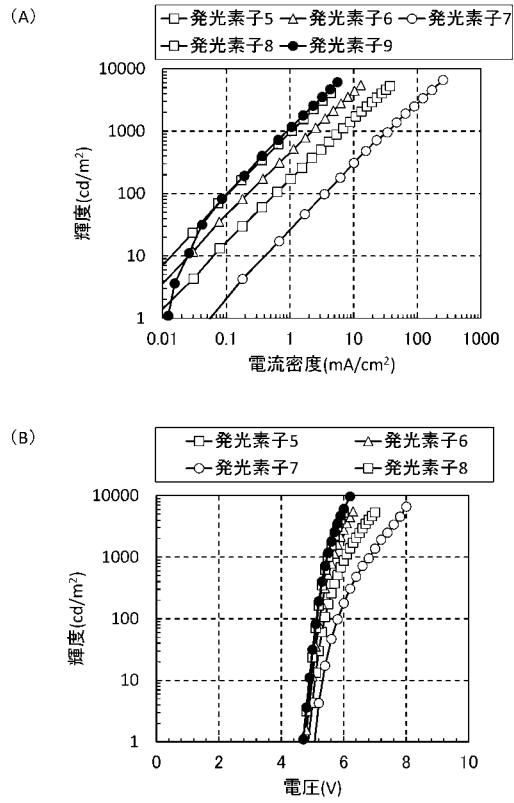 (A)
発光素子5 発光素子6 発光素子7
発光素子8 発光素子9
10000
1000
100
10
1
輝度(cd/m²)
0.01 0.1 1 10 100 1000
電流密度(mA/cm²)
(B)
発光素子5 発光素子6
発光素子7 発光素子8
10000
1000
100
10
1
輝度(cd/m²)
0 2 4 6 8 10
電圧(V)